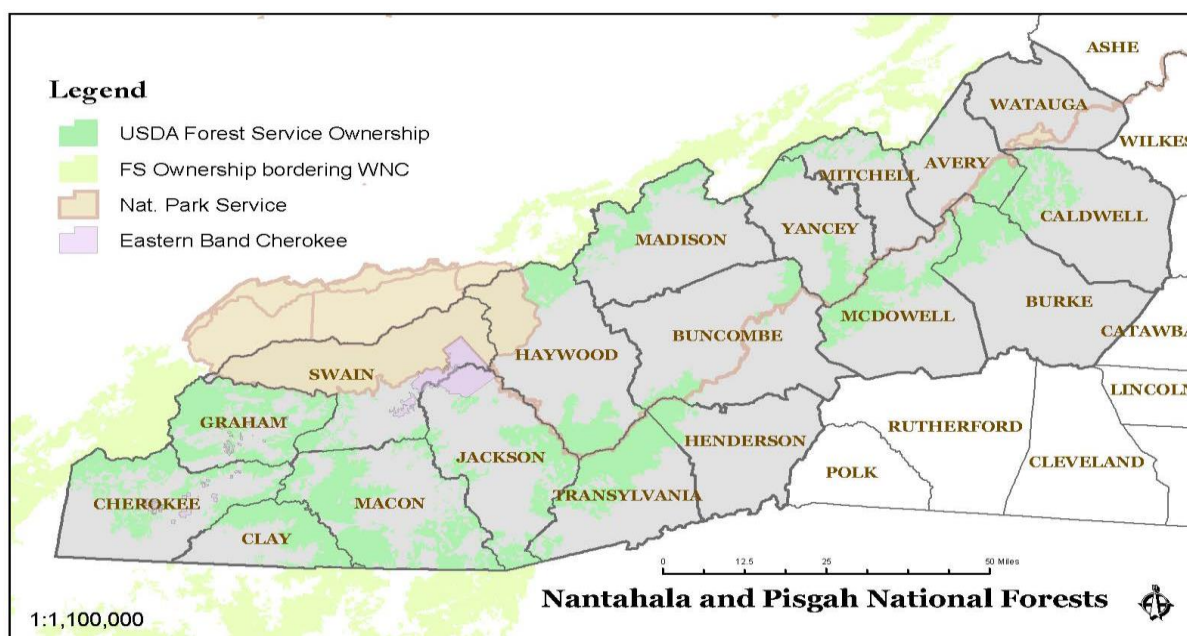 Legend
USDA Forest Service Ownership
FS Ownership bordering WNC
Nat. Park Service
Eastern Band Cherokee
ASHE
WATAUGA
WILKES
AVERY
MITCHELL
CALDWELL
YANCEY
MADISON
BURKE
MCDOWELL
BUNCOMBE
CATAWBA
HAYWOOD
SWAIN
LINCOLN
GRAHAM
RUTHERFORD
HENDERSON
JACKSON
CLEVELAND
POLK
TRANSYLVANIA
CHEROKEE
MACON
CLAY
0 12.5 25 50 Miles
Nantahala and Pisgah National Forests
1:1,100,000